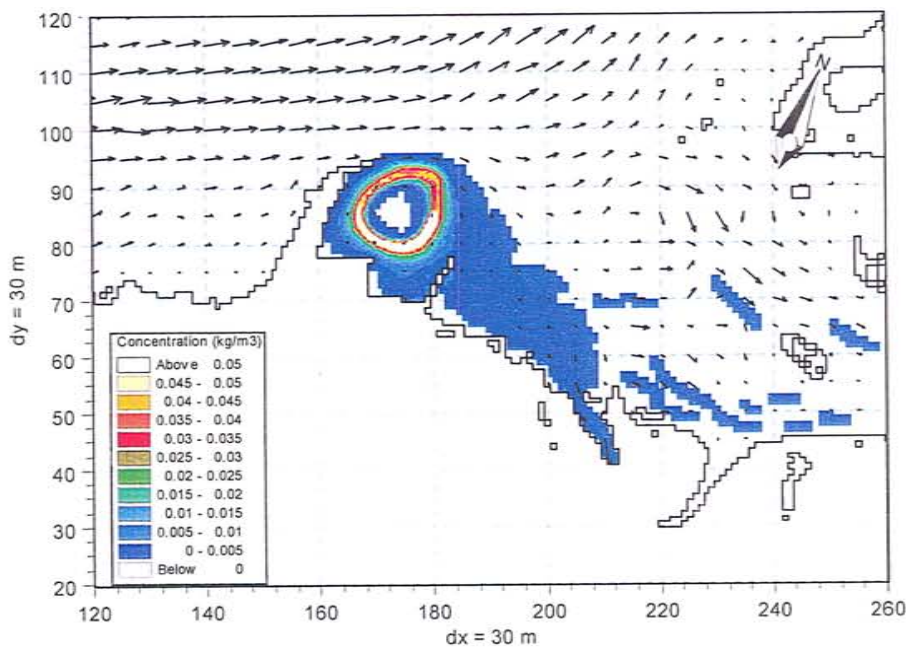 120
110
100
90
80
70
60
50
40
30
20
dy = 30 m
N
Concentration (kg/m3)
Above 0.05
0.045 - 0.05
0.04 - 0.045
0.035 - 0.04
0.03 - 0.035
0.025 - 0.03
0.02 - 0.025
0.015 - 0.02
0.01 - 0.015
0.005 - 0.01
0 - 0.005
Below 0
120 140 160 180 200 220 240 260
dx = 30 m